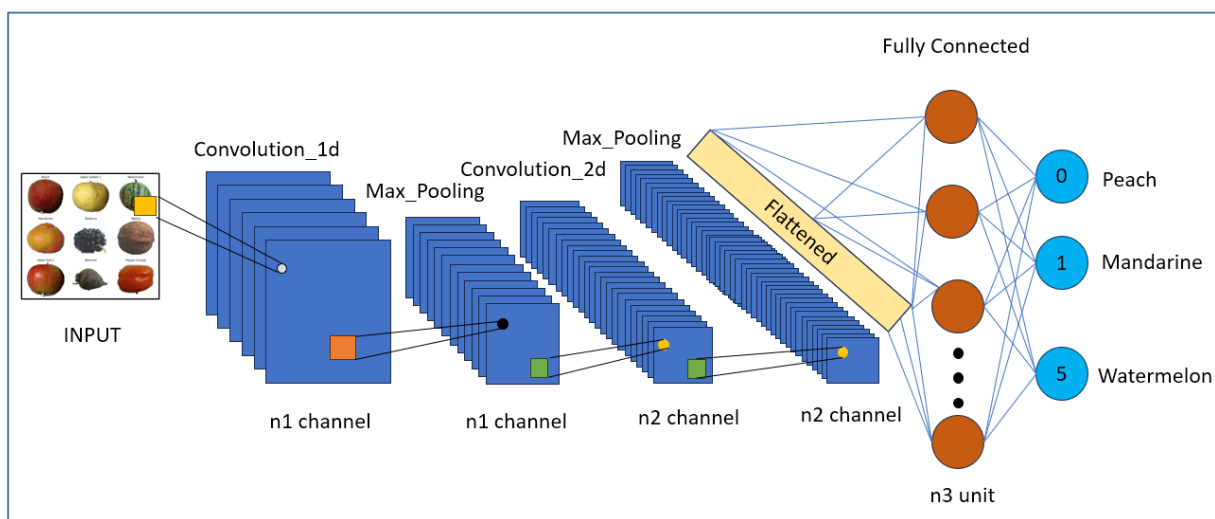 Fully Connected
Max_Pooling
Convolution_1d
Convolution_2d
Max_Pooling
Flattened
0
Peach
1
Mandarine
5
Watermelon
INPUT
n1 channel
n1 channel
n2 channel
n2 channel
n3 unit